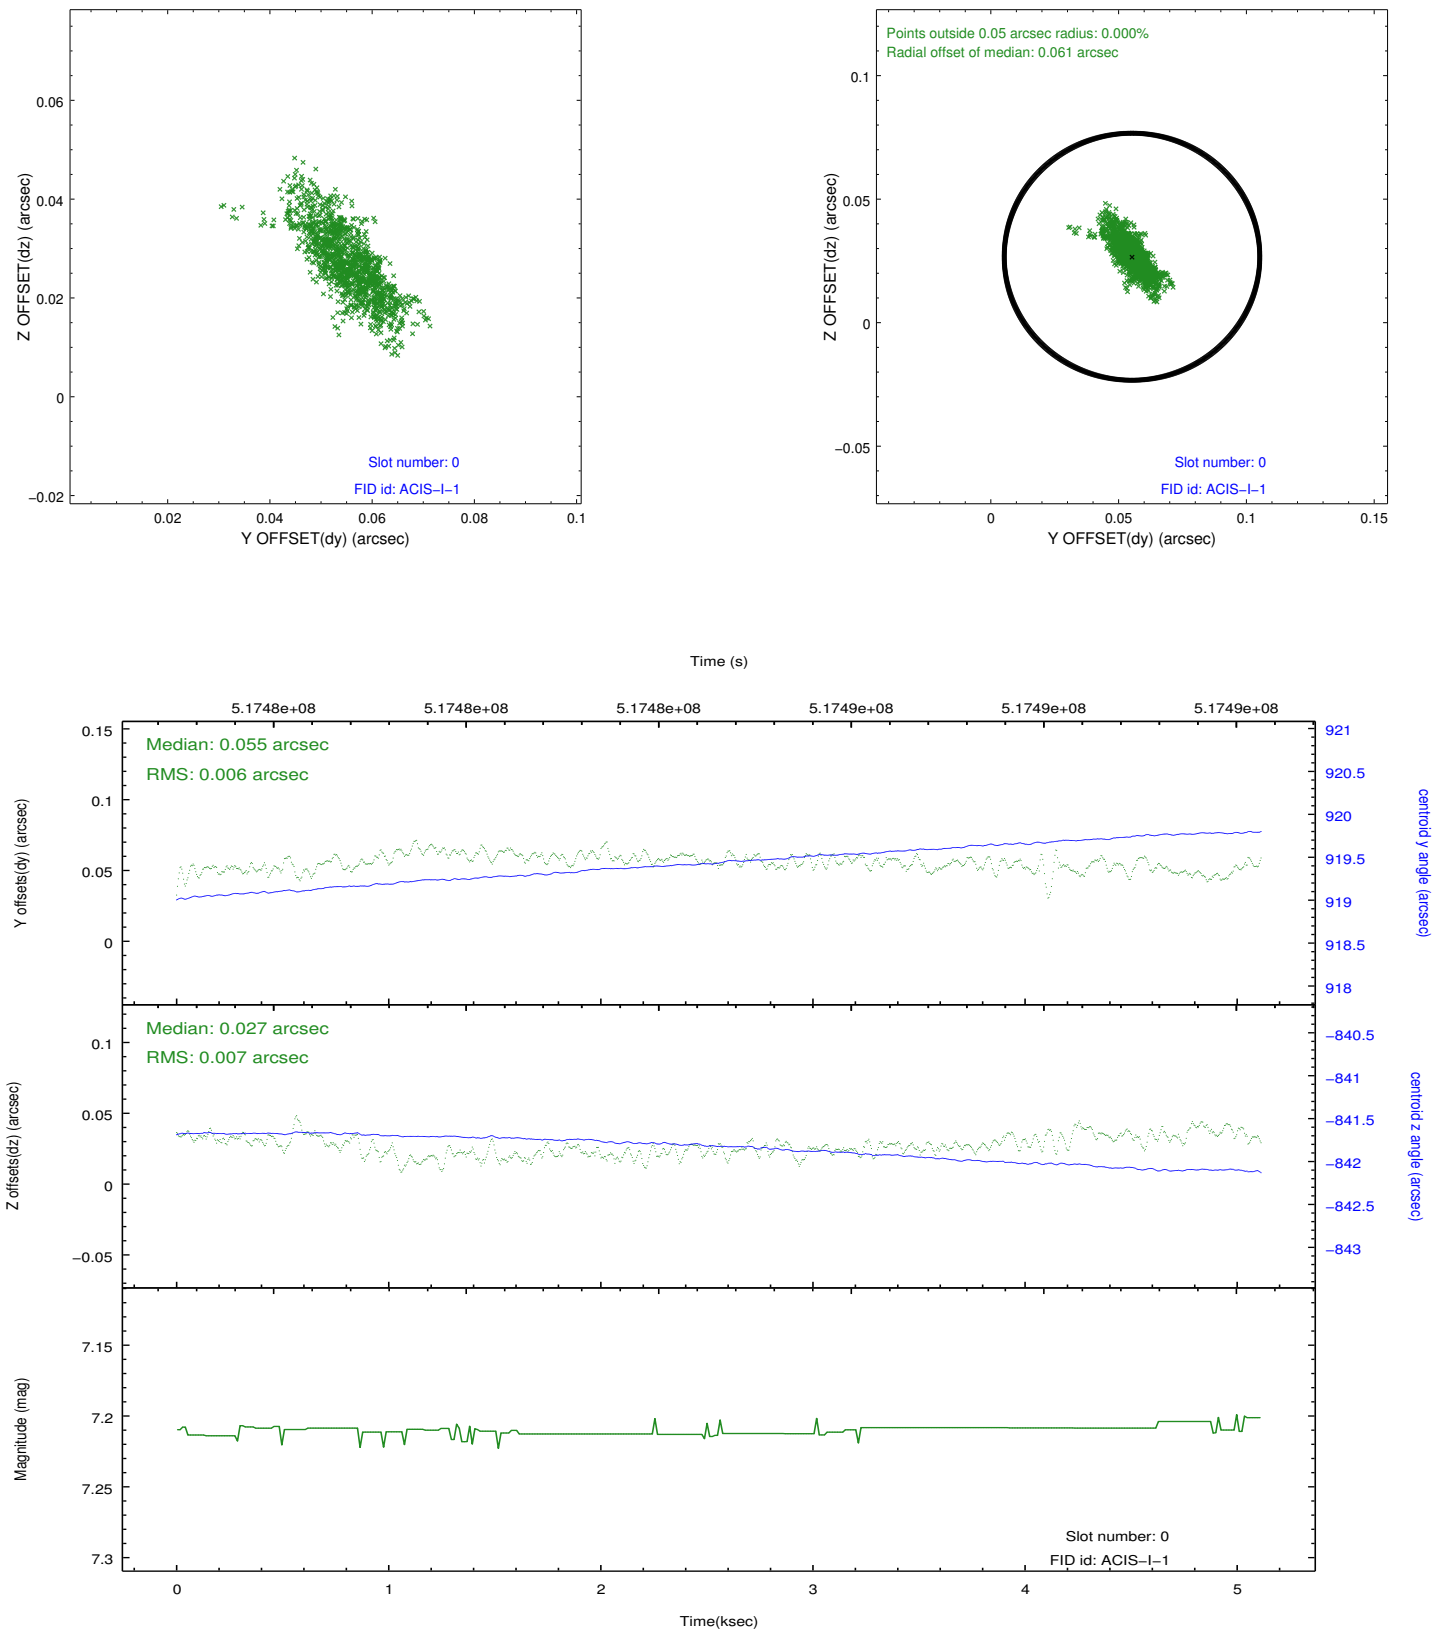 0.06
0.04
0.02
0
−0.02
Z OFFSET(dz) (arcsec)
Slot number: 0
FID id: ACIS−I−1
0.02
0.04
0.06
0.08
0.1
Y OFFSET(dy) (arcsec)
Points outside 0.05 arcsec radius: 0.000%
Radial offset of median: 0.061 arcsec
0.1
0.05
0
−0.05
Z OFFSET(dz) (arcsec)
Slot number: 0
FID id: ACIS−I−1
0
0.05
0.1
0.15
Y OFFSET(dy) (arcsec)
Time (s)
5.1748e+08
5.1748e+08
5.1748e+08
5.1749e+08
5.1749e+08
5.1749e+08
Median: 0.055 arcsec
RMS: 0.006 arcsec
0.15
0.1
0.05
0
Y offsets(dy) (arcsec)
921
920.5
920
919.5
919
918.5
918
centroid y angle (arcsec)
Median: 0.027 arcsec
RMS: 0.007 arcsec
0.1
0.05
0
−0.05
Z offsets(dz) (arcsec)
−840.5
−841
−841.5
−842
−842.5
−843
centroid z angle (arcsec)
7.15
7.2
7.25
7.3
Magnitude (mag)
Slot number: 0
FID id: ACIS−I−1
0
1
2
3
4
5
Time(ksec)